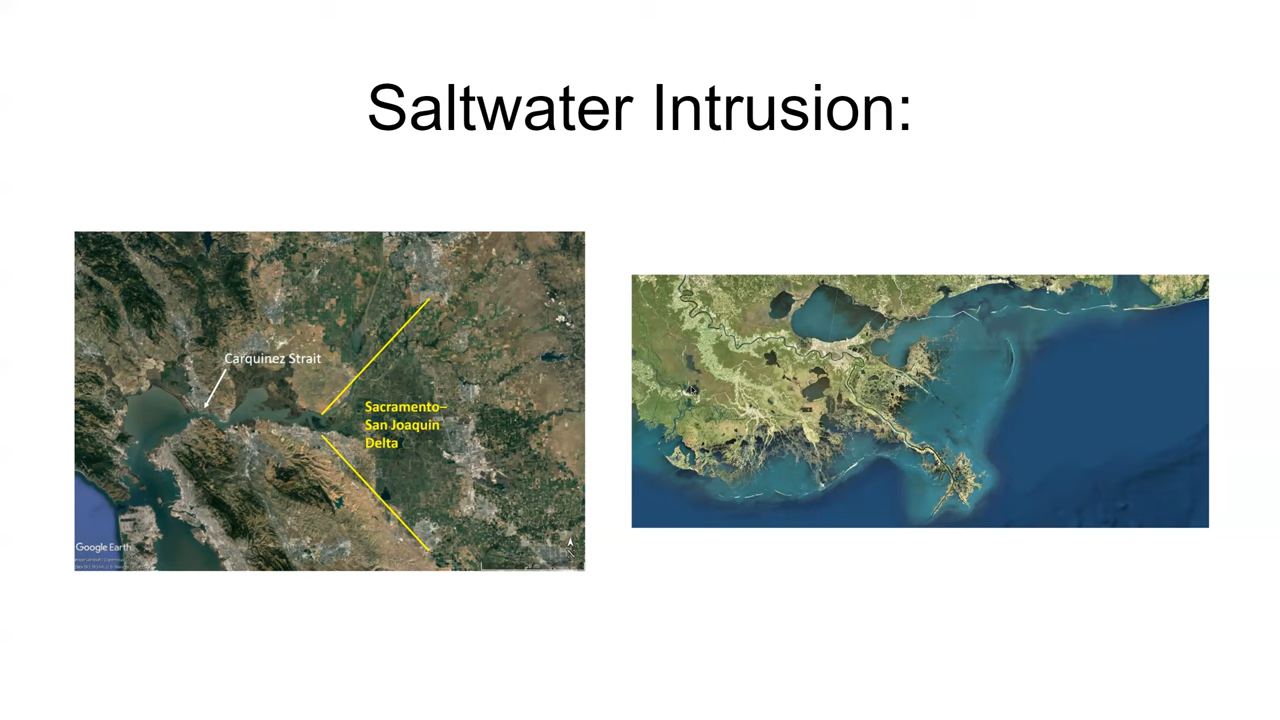 Saltwater Intrusion:
Carquinez Strait
Sacramento–
San Joaquin
Delta
Google Earth